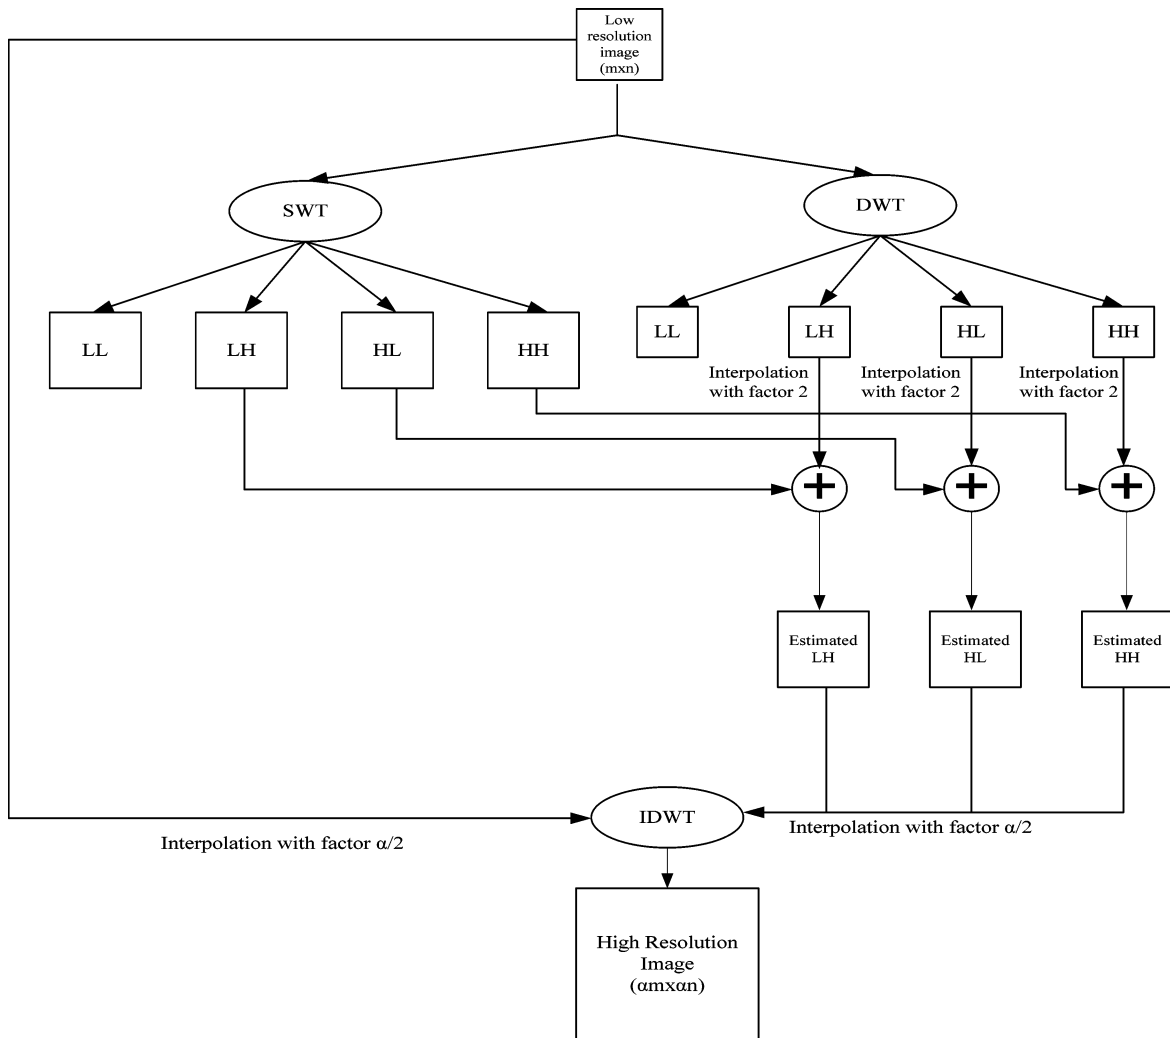 Low
resolution
image
(mxn)
SWT
DWT
LL
LH
HL
HH
LL
LH
HL
HH
Interpolation
with factor 2
Interpolation
with factor 2
Interpolation
with factor 2
+
+
+
Estimated
LH
Estimated
HL
Estimated
HH
IDWT
Interpolation with factor α/2
Interpolation with factor α/2
High Resolution
Image
(αmxαn)